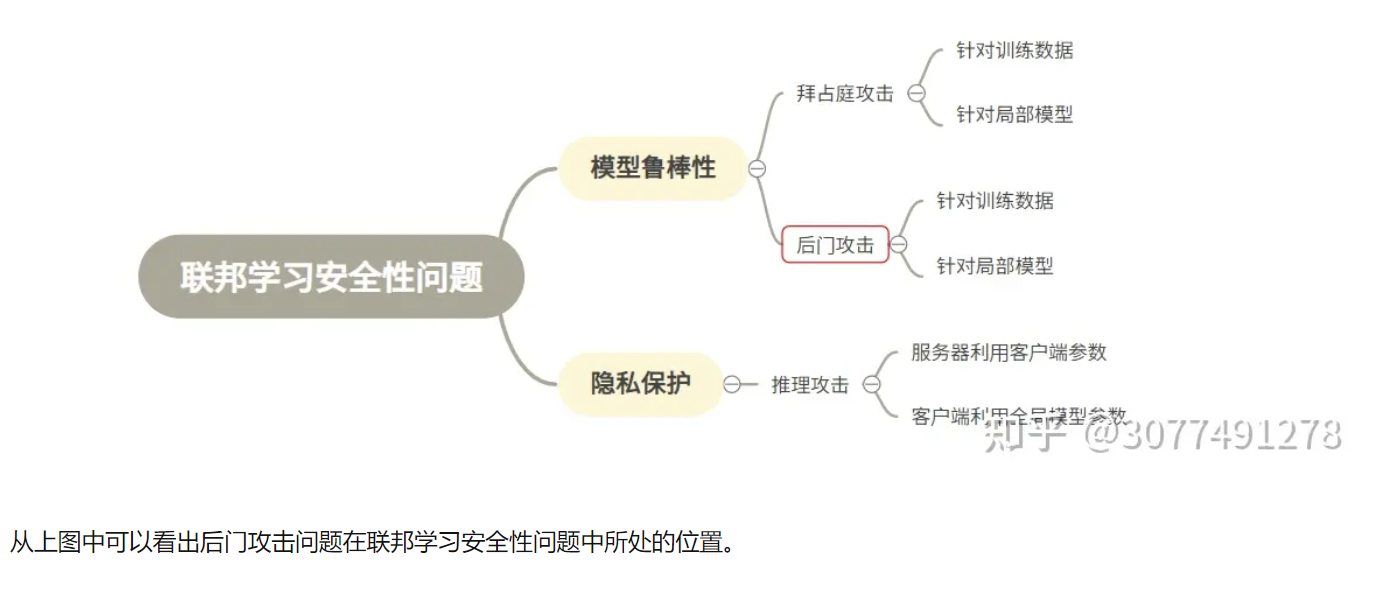 针对训练数据
拜占庭攻击
针对局部模型
模型鲁棒性
针对训练数据
后门攻击
针对局部模型
联邦学习安全性问题
服务器利用客户端参数
隐私保护
推理攻击
客户端利用全局模型参数
知乎 @3077491278
从上图中可以看出后门攻击问题在联邦学习安全性问题中所处的位置。